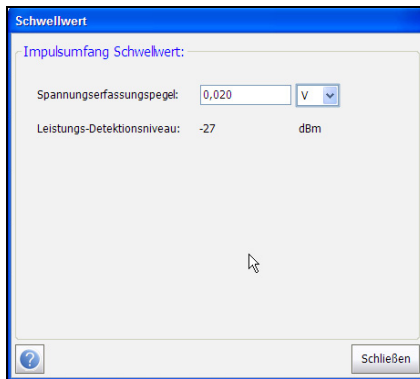 Schwellwert
Impulsumfang Schwellwert:
Spannungserfassungspegel: 0,020 V
Leistungs-Detektionsniveau: -27 dBm
? Schließen